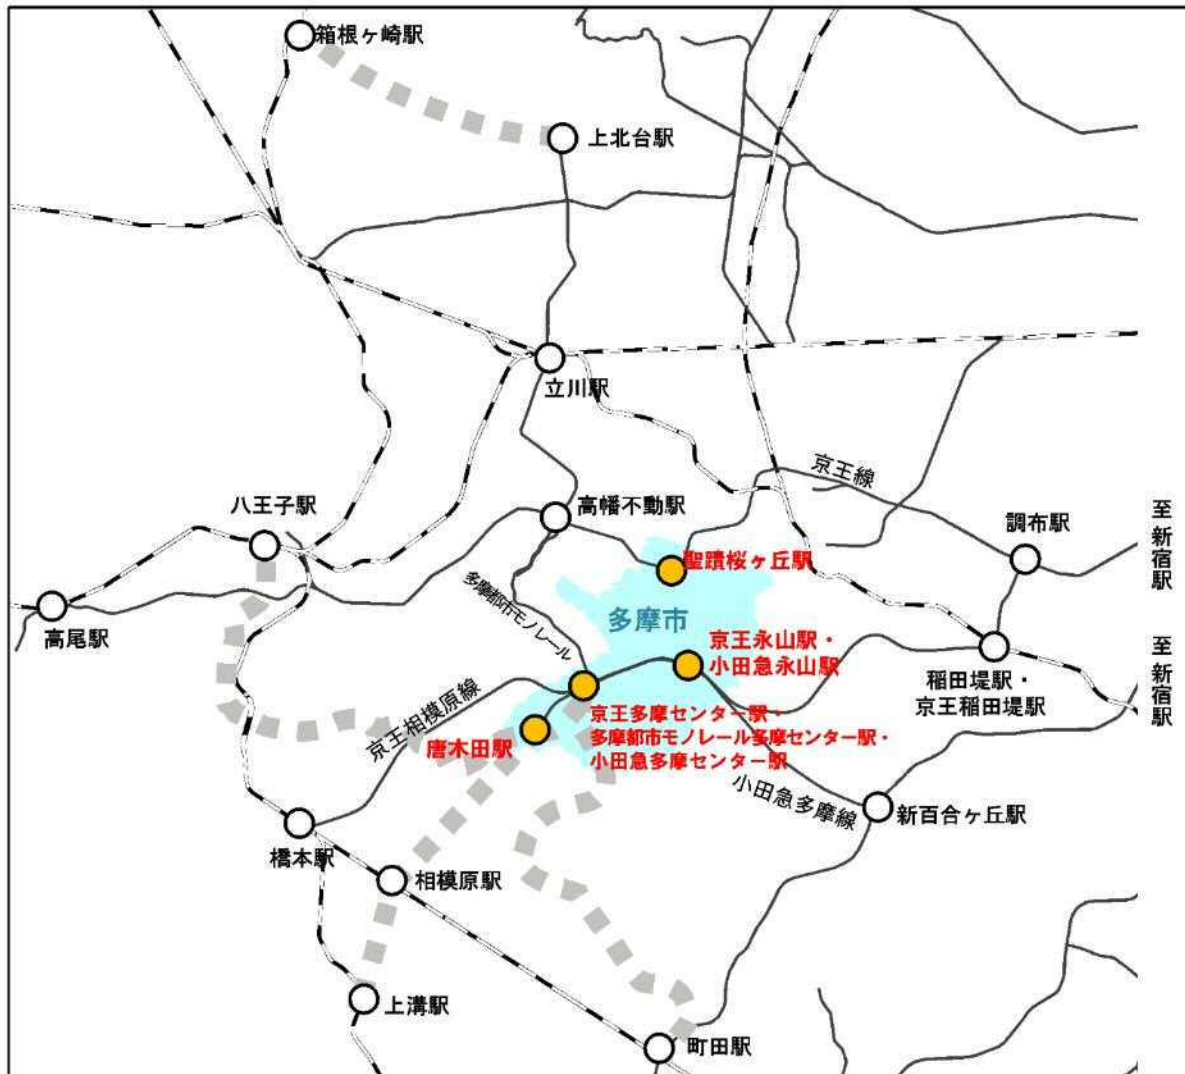 箱根ヶ崎駅
上北台駅
立川駅
京王線
八王子駅
高幡不動駅
調布駅
至 新宿駅
聖蹟桜ヶ丘駅
高尾駅
多摩都市モノレール
多摩市
京王永山駅・
小田急永山駅
至 新宿駅
稲田堤駅・
京王稲田堤駅
京王相模原線
唐木田駅
京王多摩センター駅・
多摩都市モノレール多摩センター駅・
小田急多摩センター駅
小田急多摩線
新百合ヶ丘駅
橋本駅
相模原駅
上溝駅
町田駅